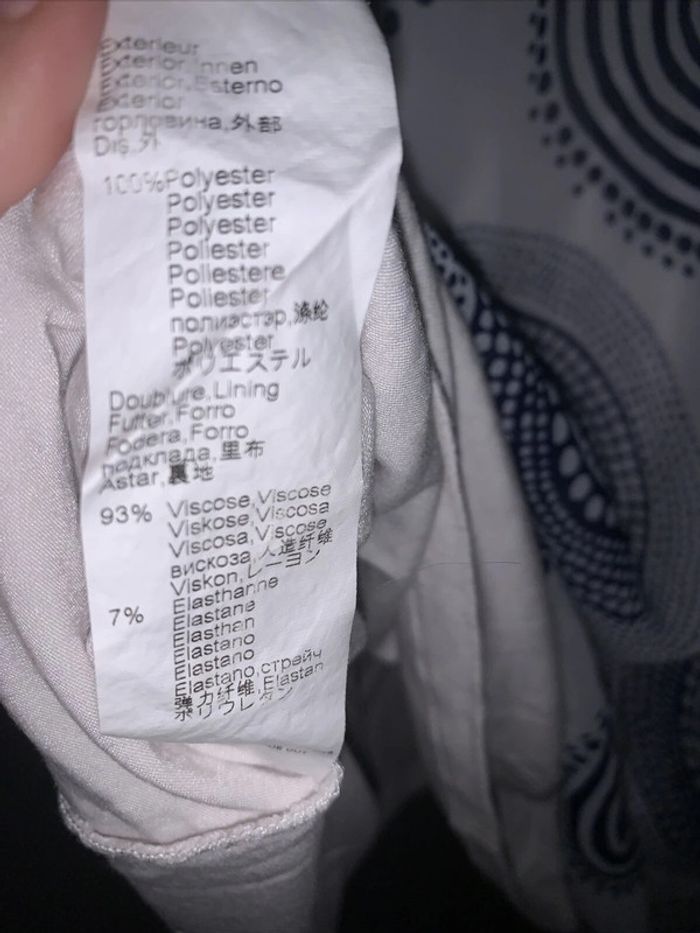 Exterieur
Exterior,Innen
Exterior,Esterno
Exterior
горловина,外部
Dış,外
100%Polyester
Polyester
Polyester
Poliester
Poliestere
Poliester
полиэстэр,涤纶
Polyester
ポリエステル
Doublure,Lining
Futter,Forro
Fodera,Forro
подклада,里布
Astar,裏地
93% Viscose,Viscose
Viskose,Viscosa
Viscosa,Viscose
вискоза,人造纤维
Viskon,レーヨン
7% Elasthanne
Elastane
Elasthan
Elastano
Elastano
Elastano,стрейч
弹力纤维,Elastan
ポリウレタン